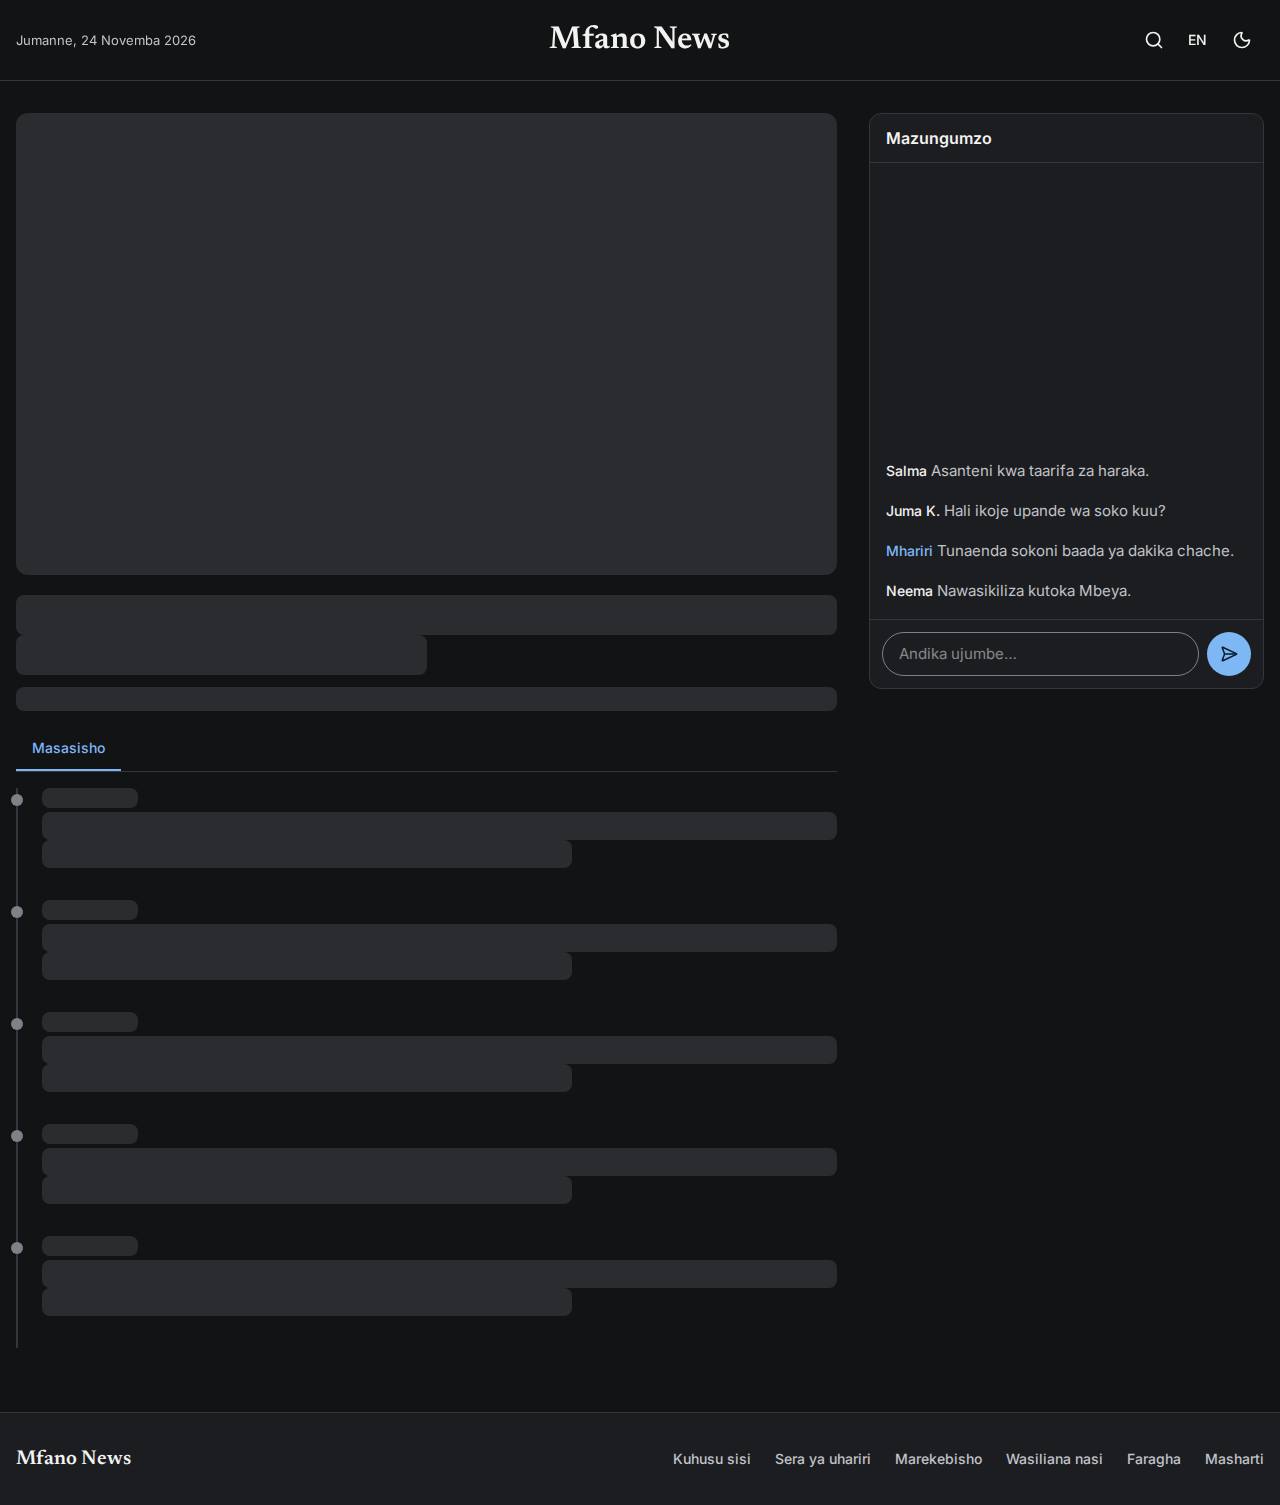 Jumanne, 24 Novemba 2026
Mfano News
EN
Mazungumzo
Salma Asanteni kwa taarifa za haraka.
Juma K. Hali ikoje upande wa soko kuu?
Mhariri Tunaenda sokoni baada ya dakika chache.
Neema Nawasikiliza kutoka Mbeya.
Andika ujumbe...
Masasisho
Mfano News
Kuhusu sisi
Sera ya uhariri
Marekebisho
Wasiliana nasi
Faragha
Masharti